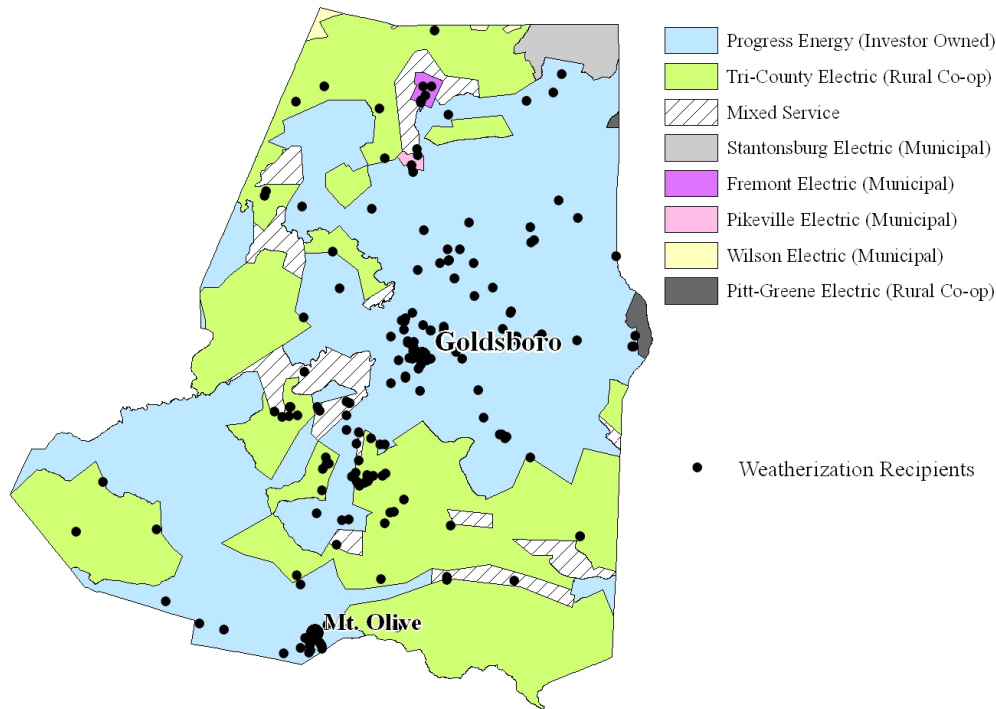 Progress Energy (Investor Owned)
Tri-County Electric (Rural Co-op)
Mixed Service
Stantonsburg Electric (Municipal)
Fremont Electric (Municipal)
Pikeville Electric (Municipal)
Wilson Electric (Municipal)
Pitt-Greene Electric (Rural Co-op)
Goldsboro
Weatherization Recipients
Mt. Olive